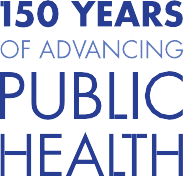 150 YEARS
OF ADVANCING
PUBLIC
HEALTH